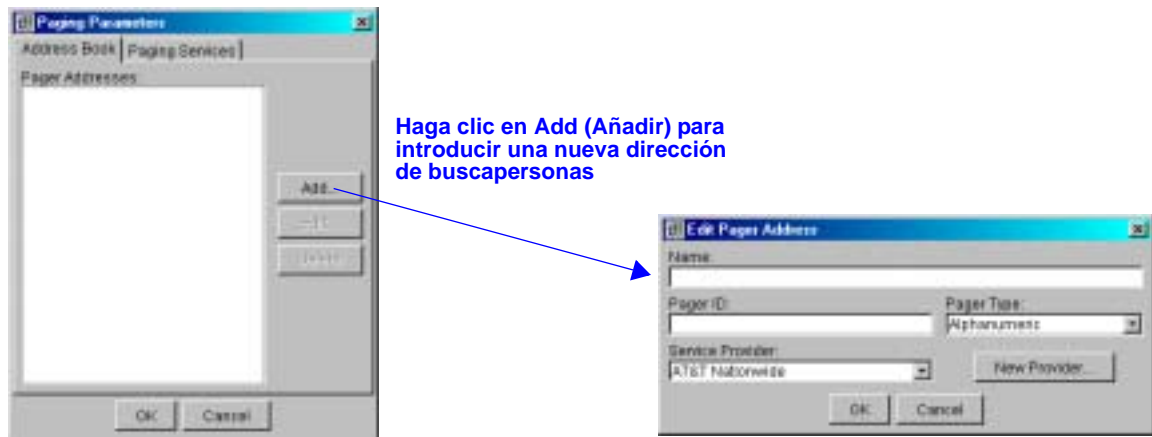 Paging Parameters
Address Book Paging Services
Pager Addresses:
Add...
OK Cancel
Haga clic en Add (Añadir) para
introducir una nueva dirección
de buscapersonas
Edit Pager Address
Name:
Pager ID: Pager Type:
Alphanumeric
Service Provider:
AT&T Nationwide New Provider...
OK Cancel